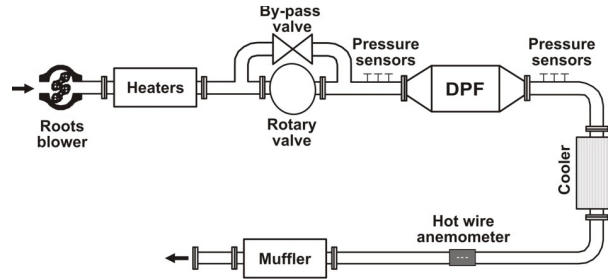 By-pass
valve
Pressure
sensors
Pressure
sensors
Heaters
DPF
Roots
blower
Rotary
valve
Cooler
Hot wire
anemometer
Muffler